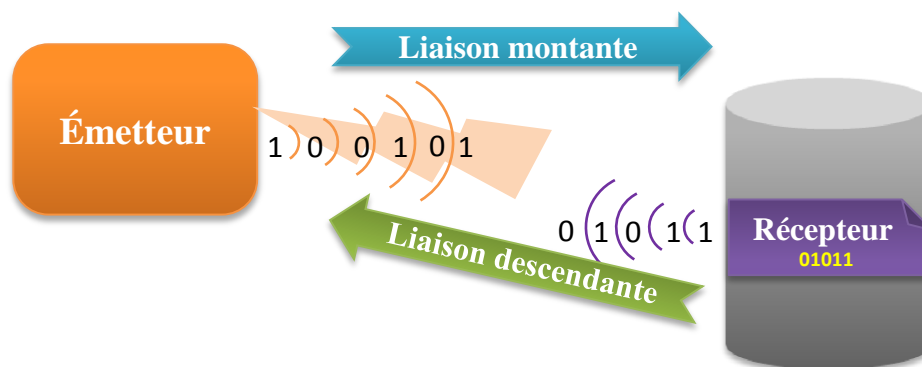 Liaison montante
Émetteur
1 0 0 1 0 1
0 1 0 1 1
Récepteur
01011
Liaison descendante